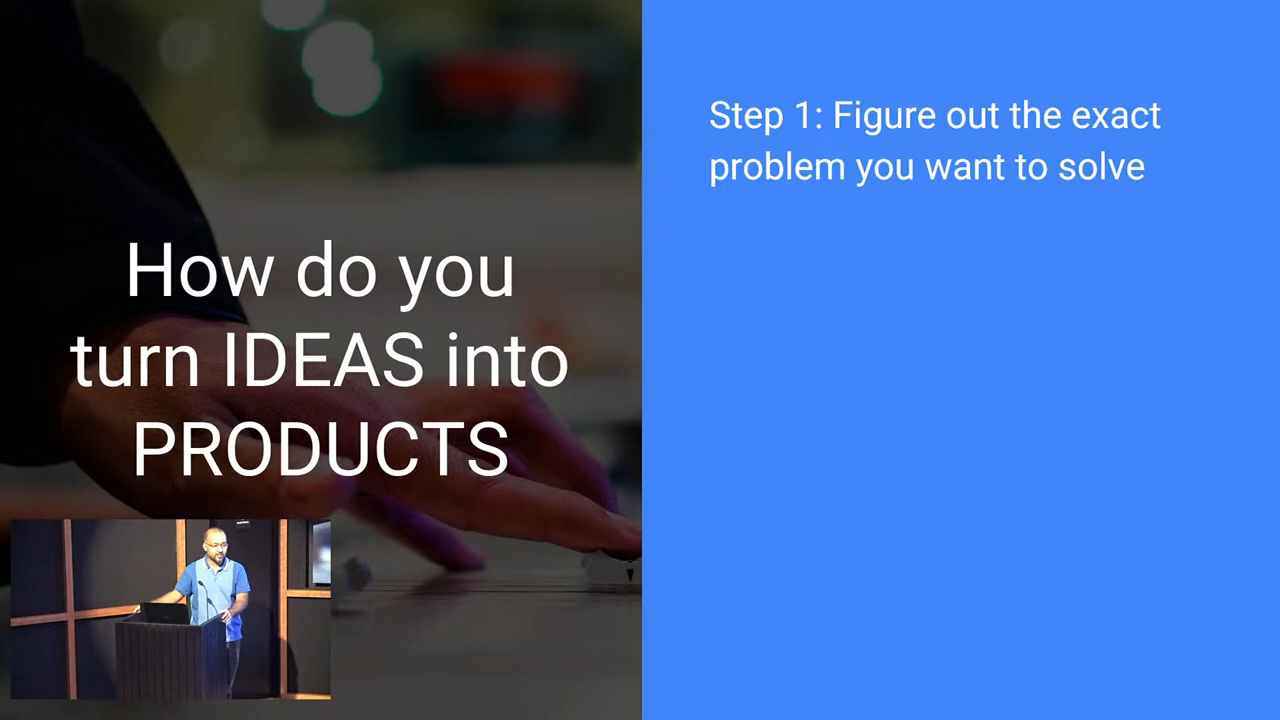 How do you
turn IDEAS into
PRODUCTS
Step 1: Figure out the exact
problem you want to solve